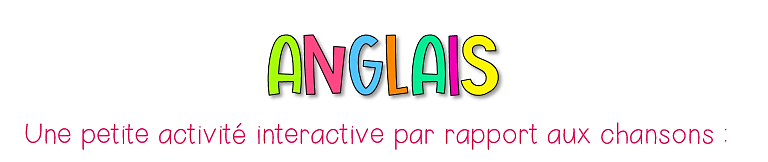 ANGLAIS
Une petite activité interactive par rapport aux chansons :